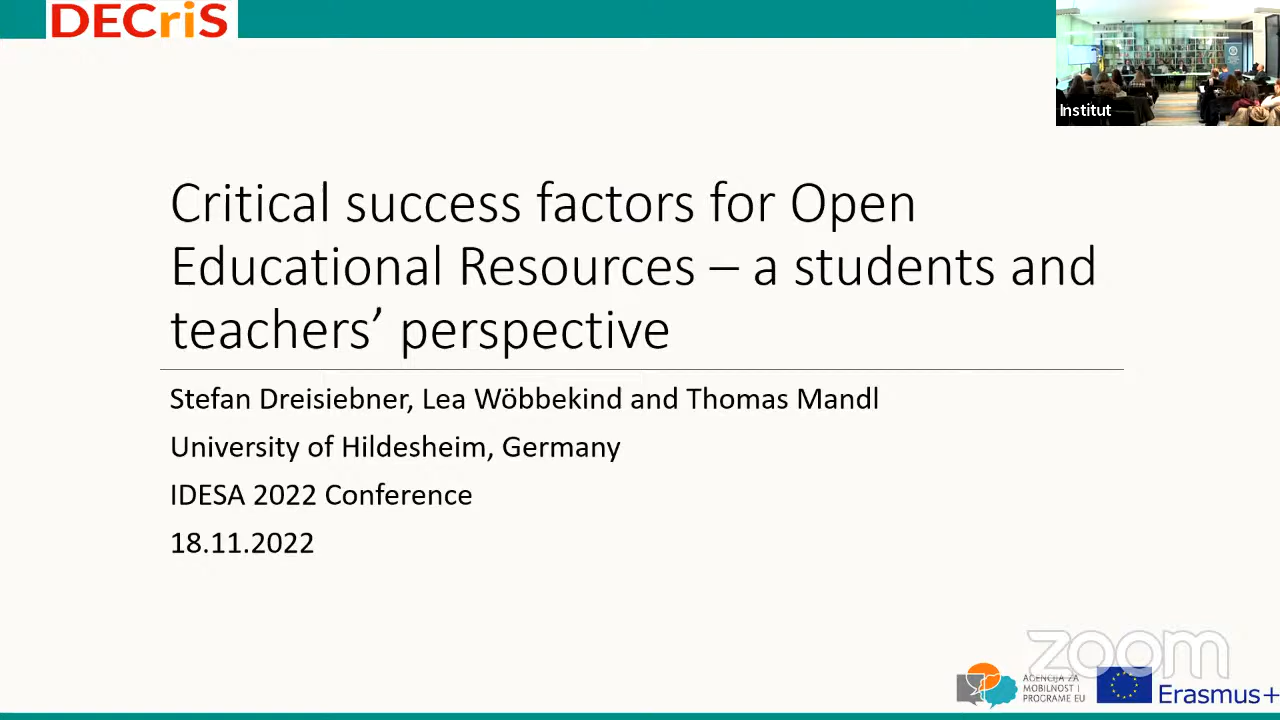 DECriS
Institut
Critical success factors for Open
Educational Resources – a students and
teachers’ perspective
Stefan Dreisiebner, Lea Wöbbekind and Thomas Mandl
University of Hildesheim, Germany
IDESA 2022 Conference
18.11.2022
zoom
AGENCIJA ZA
MOBILNOST I
PROGRAME EU
Erasmus+